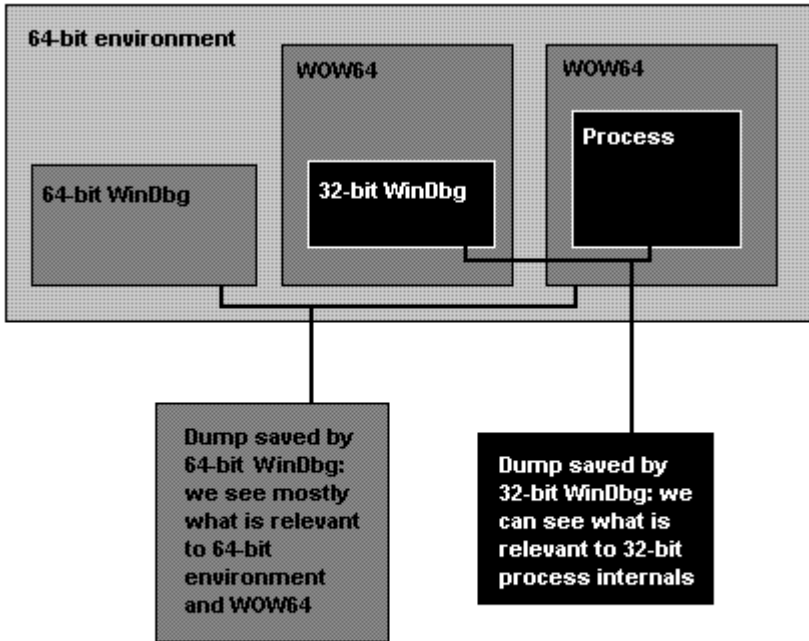 64-bit environment
WOW64
WOW64
Process
64-bit WinDbg
32-bit WinDbg
Dump saved by
64-bit WinDbg:
we see mostly
what is relevant
to 64-bit
environment
and WOW64
Dump saved by
32-bit WinDbg: we
can see what is
relevant to 32-bit
process internals